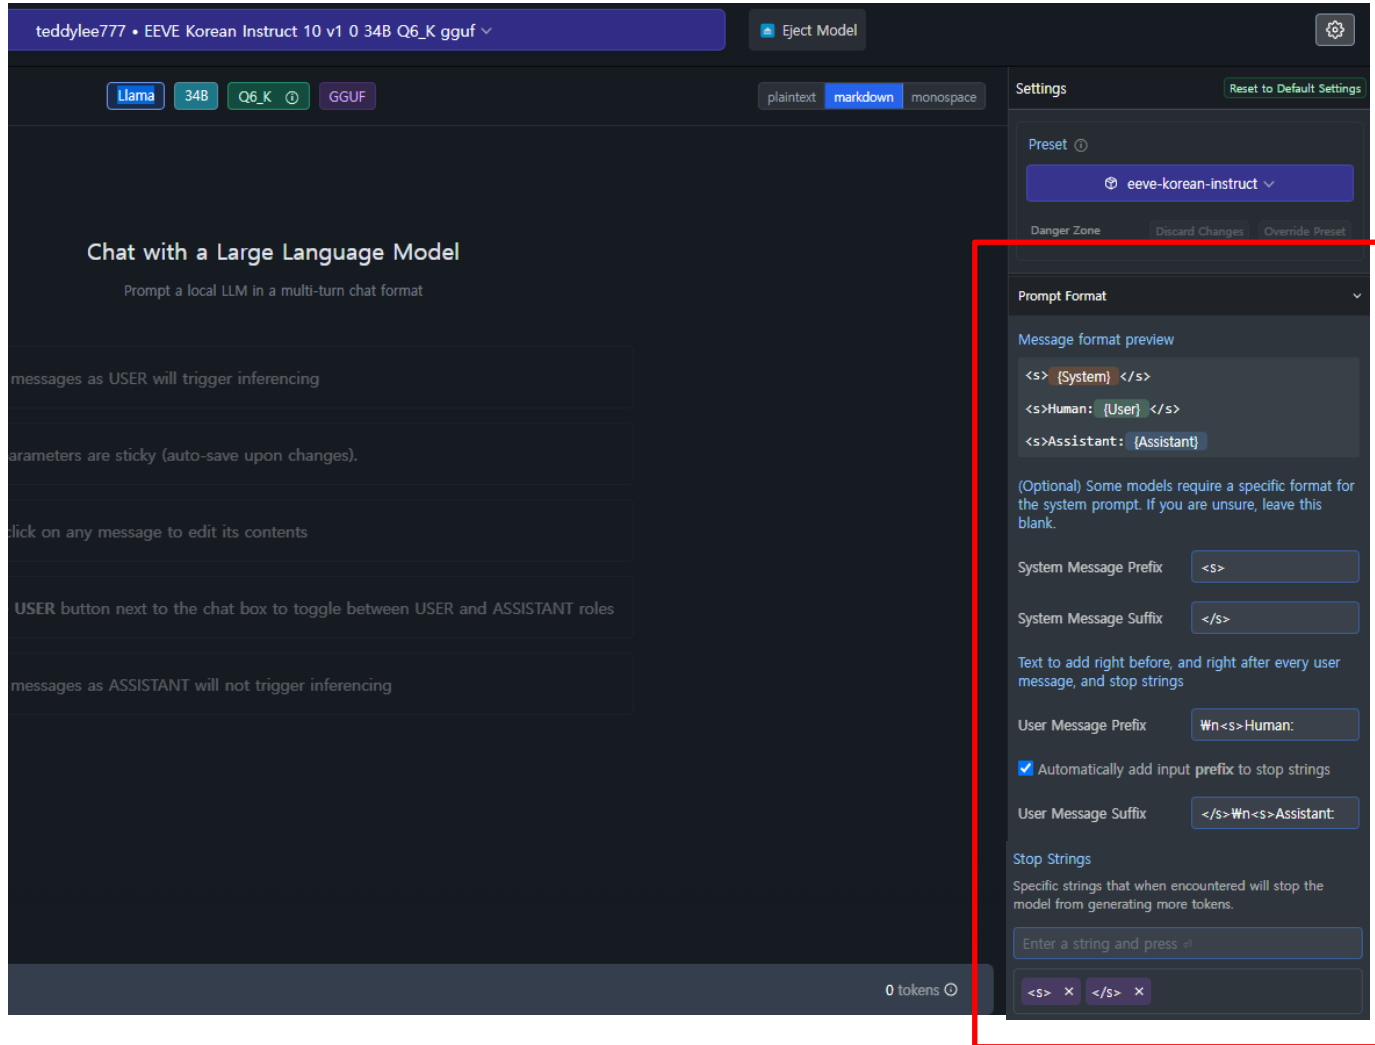 teddylee777 • EEVE Korean Instruct 10 v1 0 34B Q6_K gguf
Eject Model
Llama
34B
Q6_K
GGUF
plaintext markdown monospace
Chat with a Large Language Model
Prompt a local LLM in a multi-turn chat format
messages as USER will trigger inferencing
arameters are sticky (auto-save upon changes).
click on any message to edit its contents
USER button next to the chat box to toggle between USER and ASSISTANT roles
messages as ASSISTANT will not trigger inferencing
0 tokens
Settings
Reset to Default Settings
Preset
eeve-korean-instruct
Danger Zone
Discard Changes
Override Preset
Prompt Format
Message format preview
<s> {System} </s>
<s>Human: {User} </s>
<s>Assistant: {Assistant}
(Optional) Some models require a specific format for
the system prompt. If you are unsure, leave this
blank.
System Message Prefix <s>
System Message Suffix </s>
Text to add right before, and right after every user
message, and stop strings
User Message Prefix ₩n<s>Human:
Automatically add input prefix to stop strings
User Message Suffix </s>₩n<s>Assistant:
Stop Strings
Specific strings that when encountered will stop the
model from generating more tokens.
Enter a string and press ⏎
<s> × </s> ×